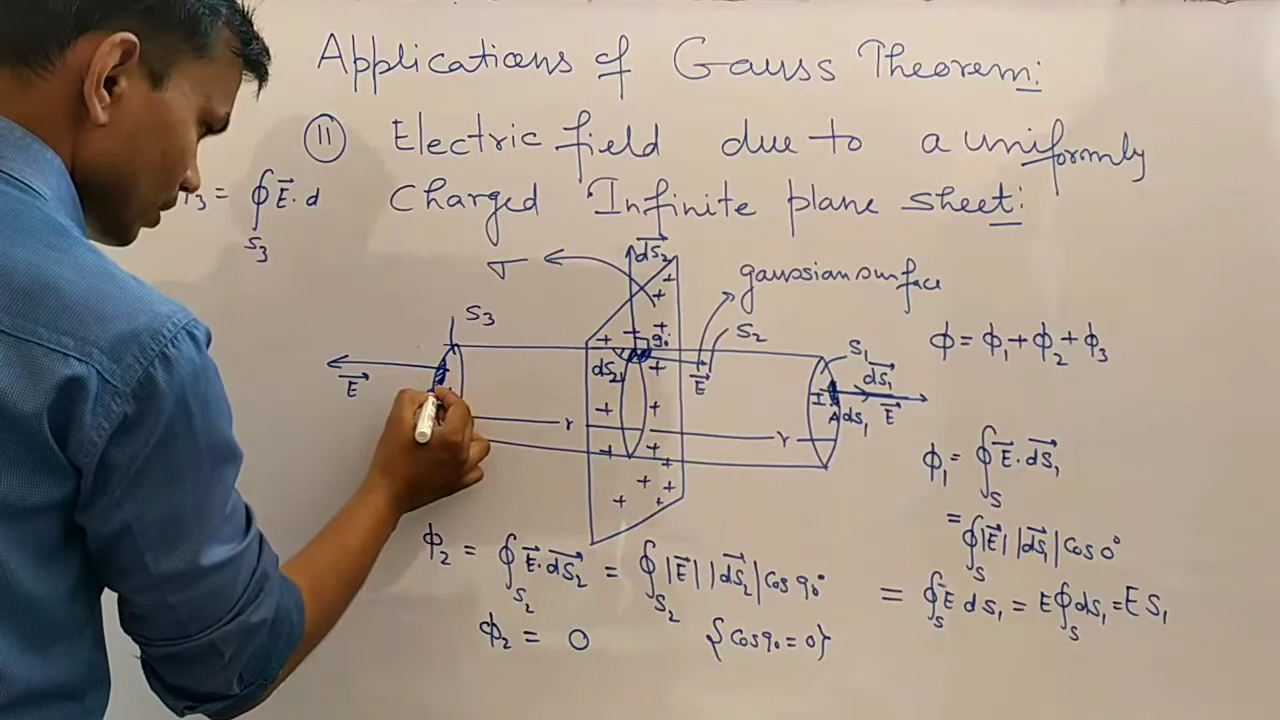 Applications of Gauss Theorem:
(11) Electric field due to a uniformly
charged Infinite plane sheet:
3 = ∮S₃ E⃗. d
σ
dS₂⃗
gaussian surface
S₃
S₂
S₁
90°
dS₂
E⃗
E⃗
dS₁⃗
dS₁
E⃗
r
r
ϕ = ϕ₁ + ϕ₂ + ϕ₃
ϕ₁ = ∮S E⃗. dS₁⃗
= ∮S |E⃗| |dS₁⃗| Cos 0°
= ∮S E dS₁ = E ∮S dS₁ = E S₁
ϕ₂ = ∮S₂ E⃗. dS₂⃗ = ∮S₂ |E⃗| |dS₂⃗| Cos 90°
ϕ₂ = 0 {Cos 90 = 0}